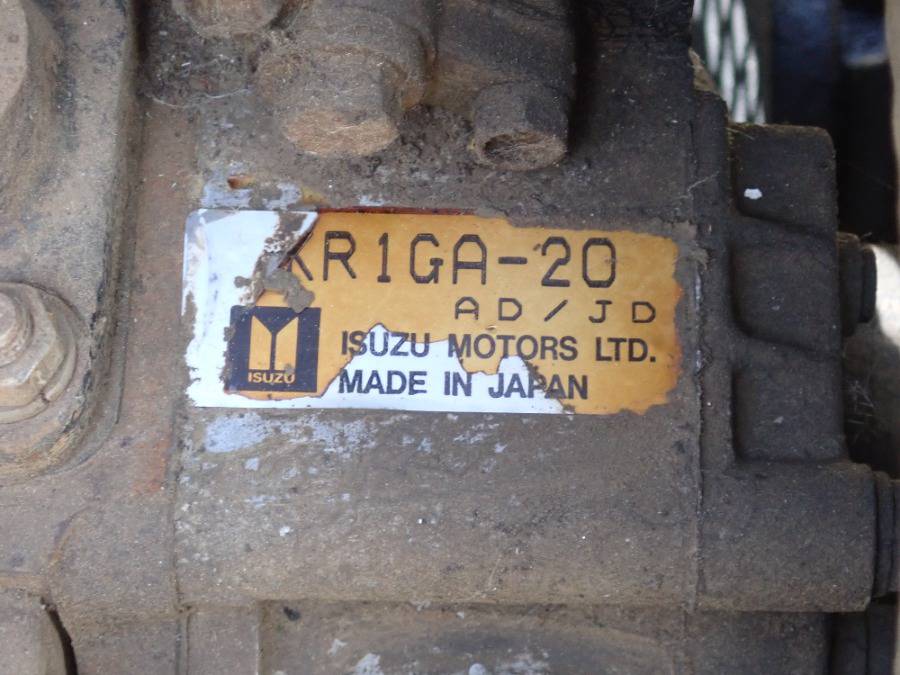 KR1GA-20
AD/JD
ISUZU MOTORS LTD.
ISUZU
MADE IN JAPAN